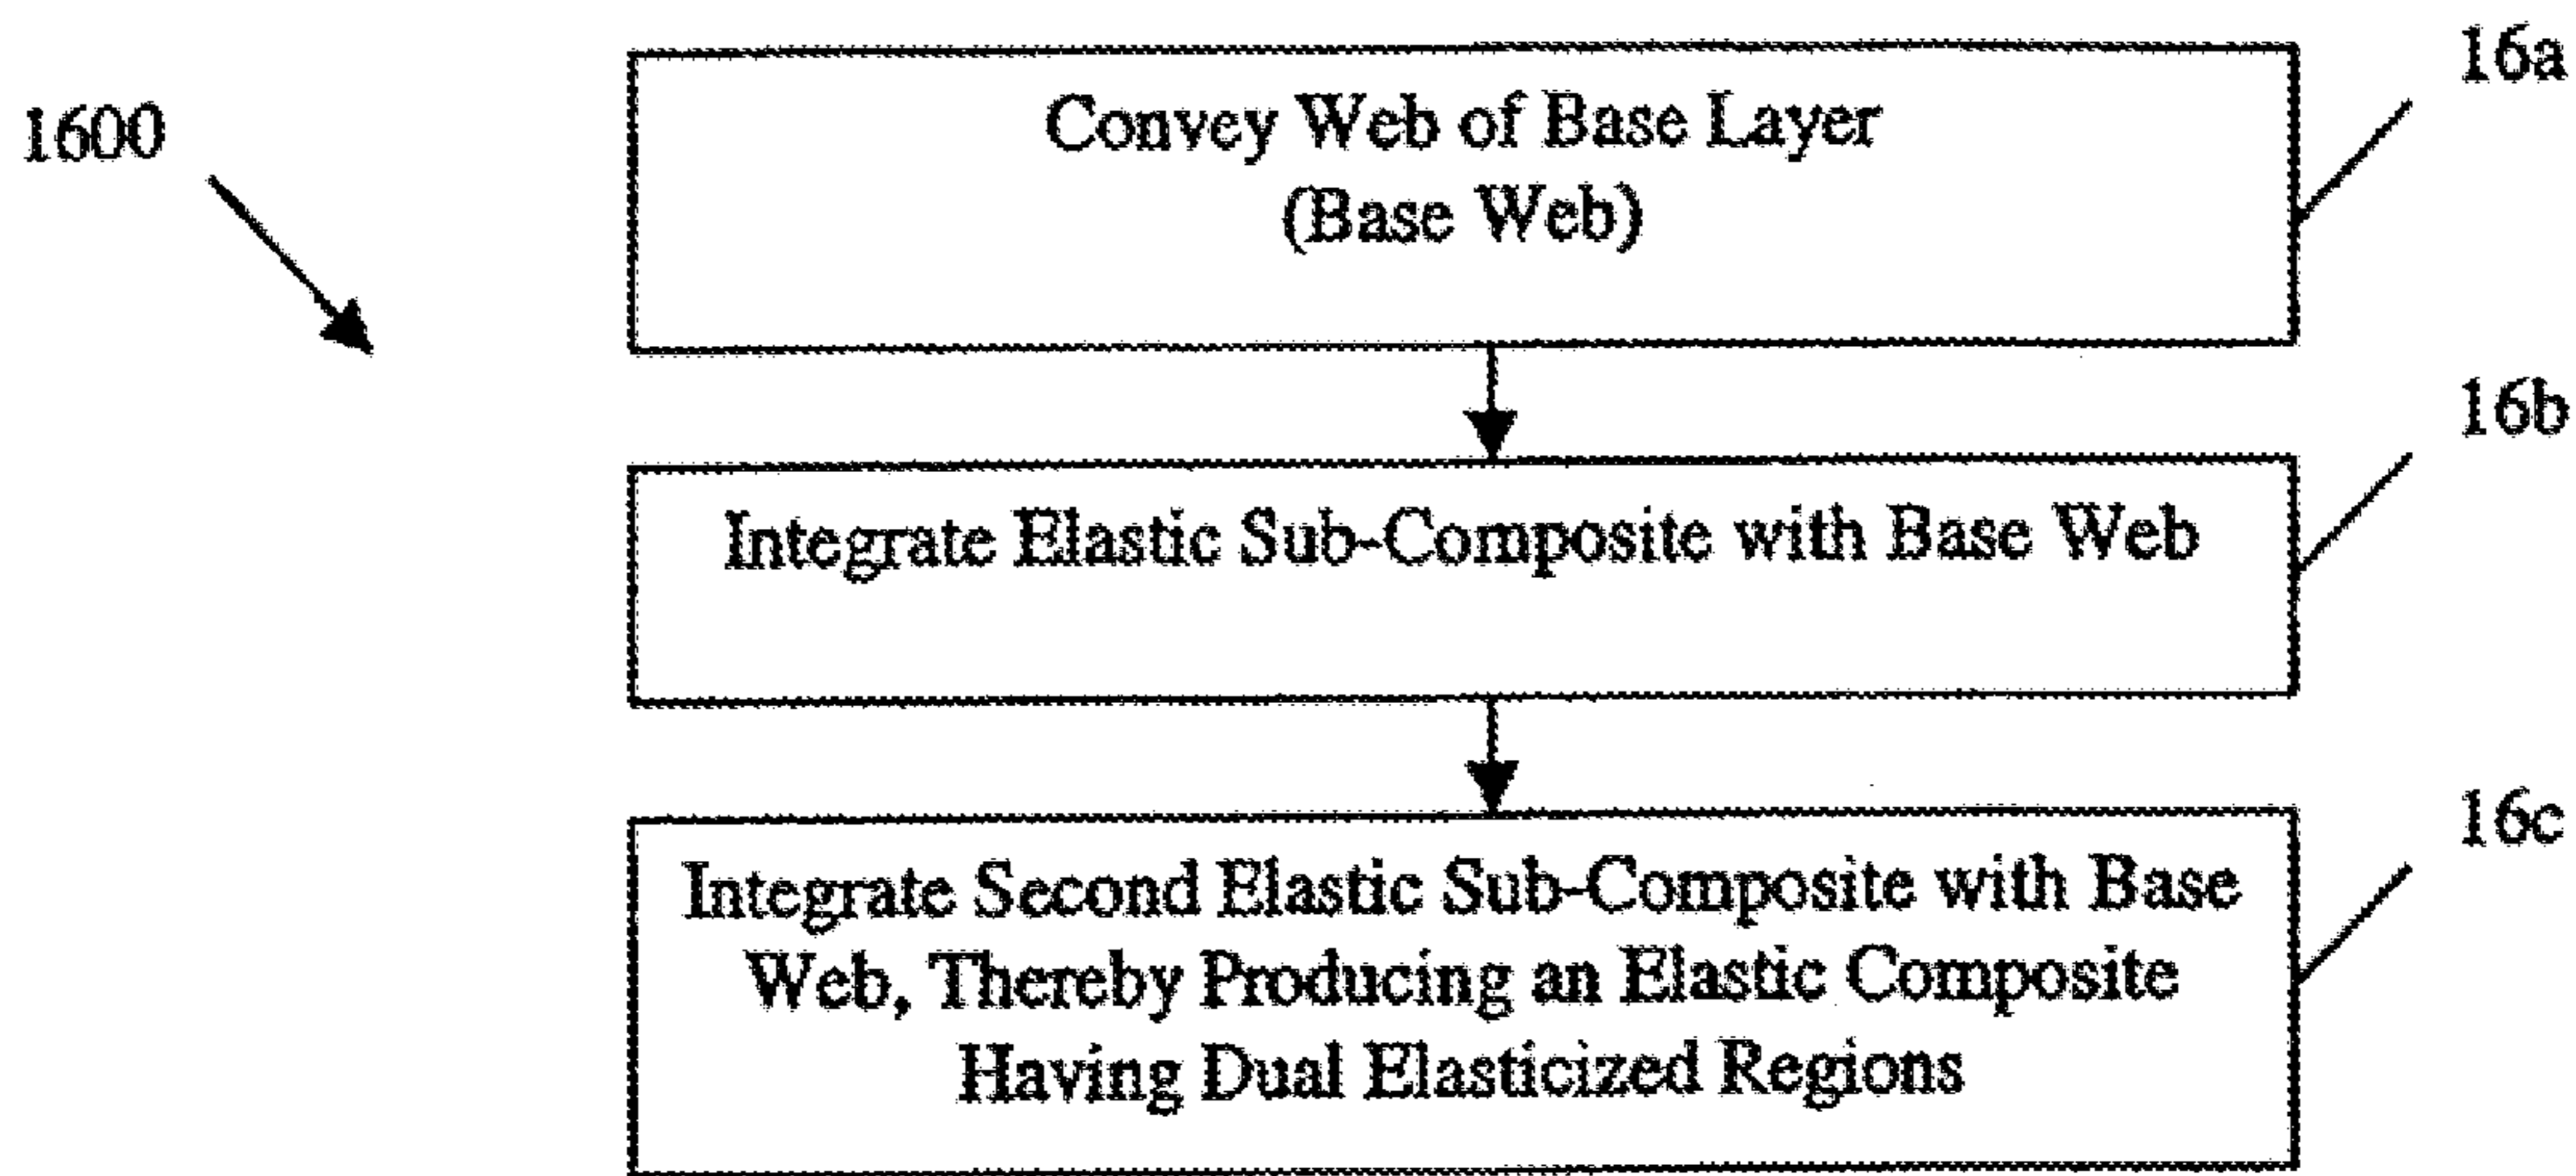 1600
16a
Convey Web of Base Layer
(Base Web)
16b
Integrate Elastic Sub-Composite with Base Web
16c
Integrate Second Elastic Sub-Composite with Base
Web, Thereby Producing an Elastic Composite
Having Dual Elasticized Regions